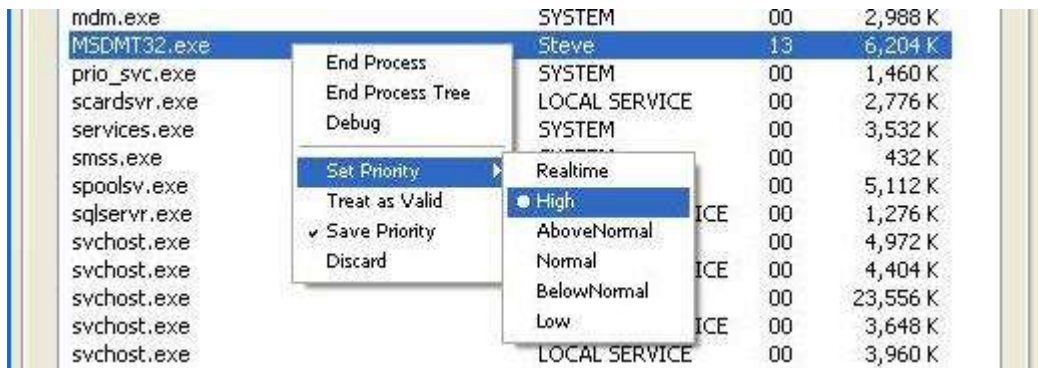 mdm.exe SYSTEM 00 2,988 K
MSDMT32.exe Steve 13 6,204 K
End Process
prio_svc.exe SYSTEM 00 1,460 K
End Process Tree
scardsvr.exe LOCAL SERVICE 00 2,776 K
Debug
services.exe SYSTEM 00 3,532 K
smss.exe 00 432 K
Set Priority Realtime
spoolsv.exe 00 5,112 K
Treat as Valid High
sqlservr.exe ICE 00 1,276 K
Save Priority AboveNormal
svchost.exe 00 4,972 K
Discard Normal
svchost.exe ICE 00 4,404 K
BelowNormal
svchost.exe 00 23,556 K
Low
svchost.exe ICE 00 3,648 K
svchost.exe LOCAL SERVICE 00 3,960 K